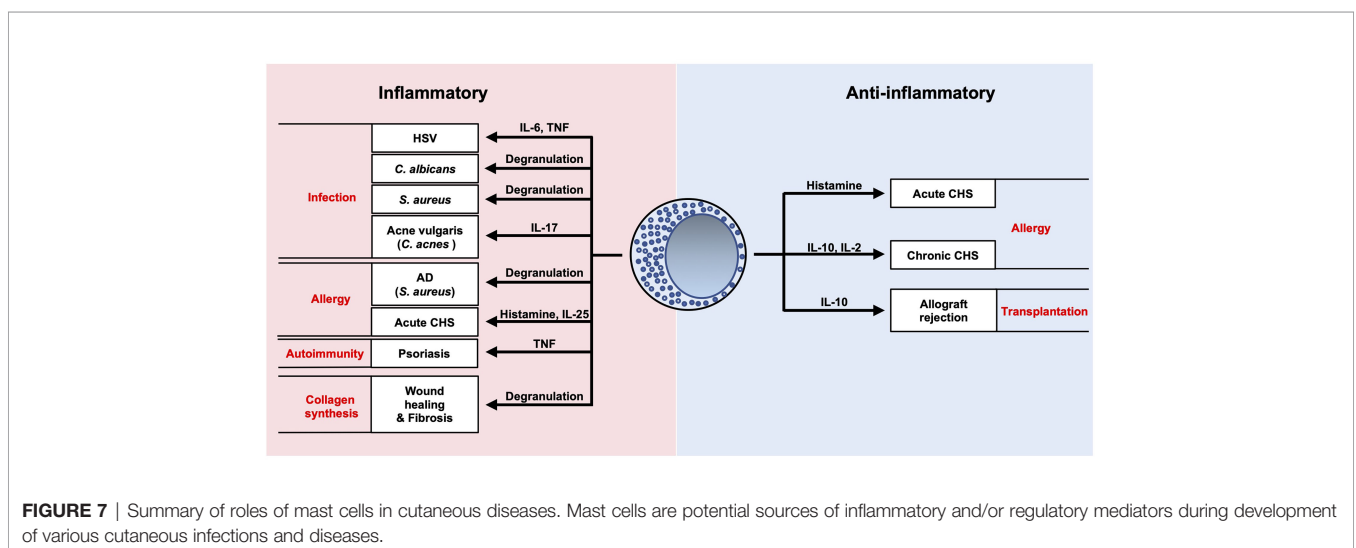 Inflammatory
Anti-inflammatory
Infection
HSV
IL-6, TNF
C. albicans
Degranulation
S. aureus
Degranulation
Acne vulgaris
(C. acnes )
IL-17
Allergy
AD
(S. aureus)
Degranulation
Acute CHS
Histamine, IL-25
Autoimmunity
Psoriasis
TNF
Collagen
synthesis
Wound
healing
& Fibrosis
Degranulation
Histamine
Acute CHS
Allergy
IL-10, IL-2
Chronic CHS
IL-10
Allograft
rejection
Transplantation
FIGURE 7 | Summary of roles of mast cells in cutaneous diseases. Mast cells are potential sources of inflammatory and/or regulatory mediators during development
of various cutaneous infections and diseases.